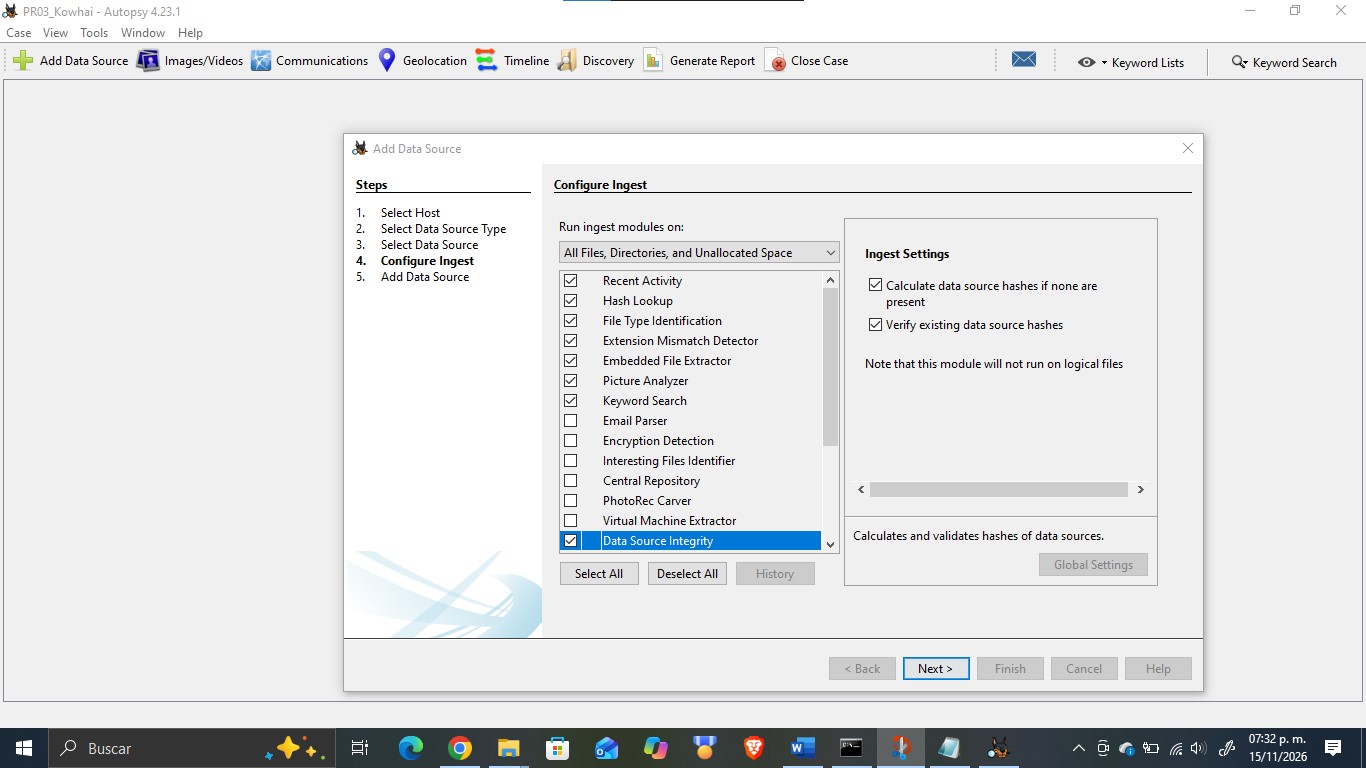 PR03_Kowhai - Autopsy 4.23.1
Case View Tools Window Help
Add Data Source Images/Videos Communications Geolocation Timeline Discovery Generate Report Close Case Keyword Lists Keyword Search
Add Data Source
Steps
1. Select Host
2. Select Data Source Type
3. Select Data Source
4. Configure Ingest
5. Add Data Source
Configure Ingest
Run ingest modules on:
All Files, Directories, and Unallocated Space
Recent Activity
Hash Lookup
File Type Identification
Extension Mismatch Detector
Embedded File Extractor
Picture Analyzer
Keyword Search
Email Parser
Encryption Detection
Interesting Files Identifier
Central Repository
PhotoRec Carver
Virtual Machine Extractor
Data Source Integrity
Select All Deselect All History
Ingest Settings
Calculate data source hashes if none are
present
Verify existing data source hashes
Note that this module will not run on logical files
Calculates and validates hashes of data sources.
Global Settings
< Back Next > Finish Cancel Help
Buscar
07:32 p. m.
15/11/2026